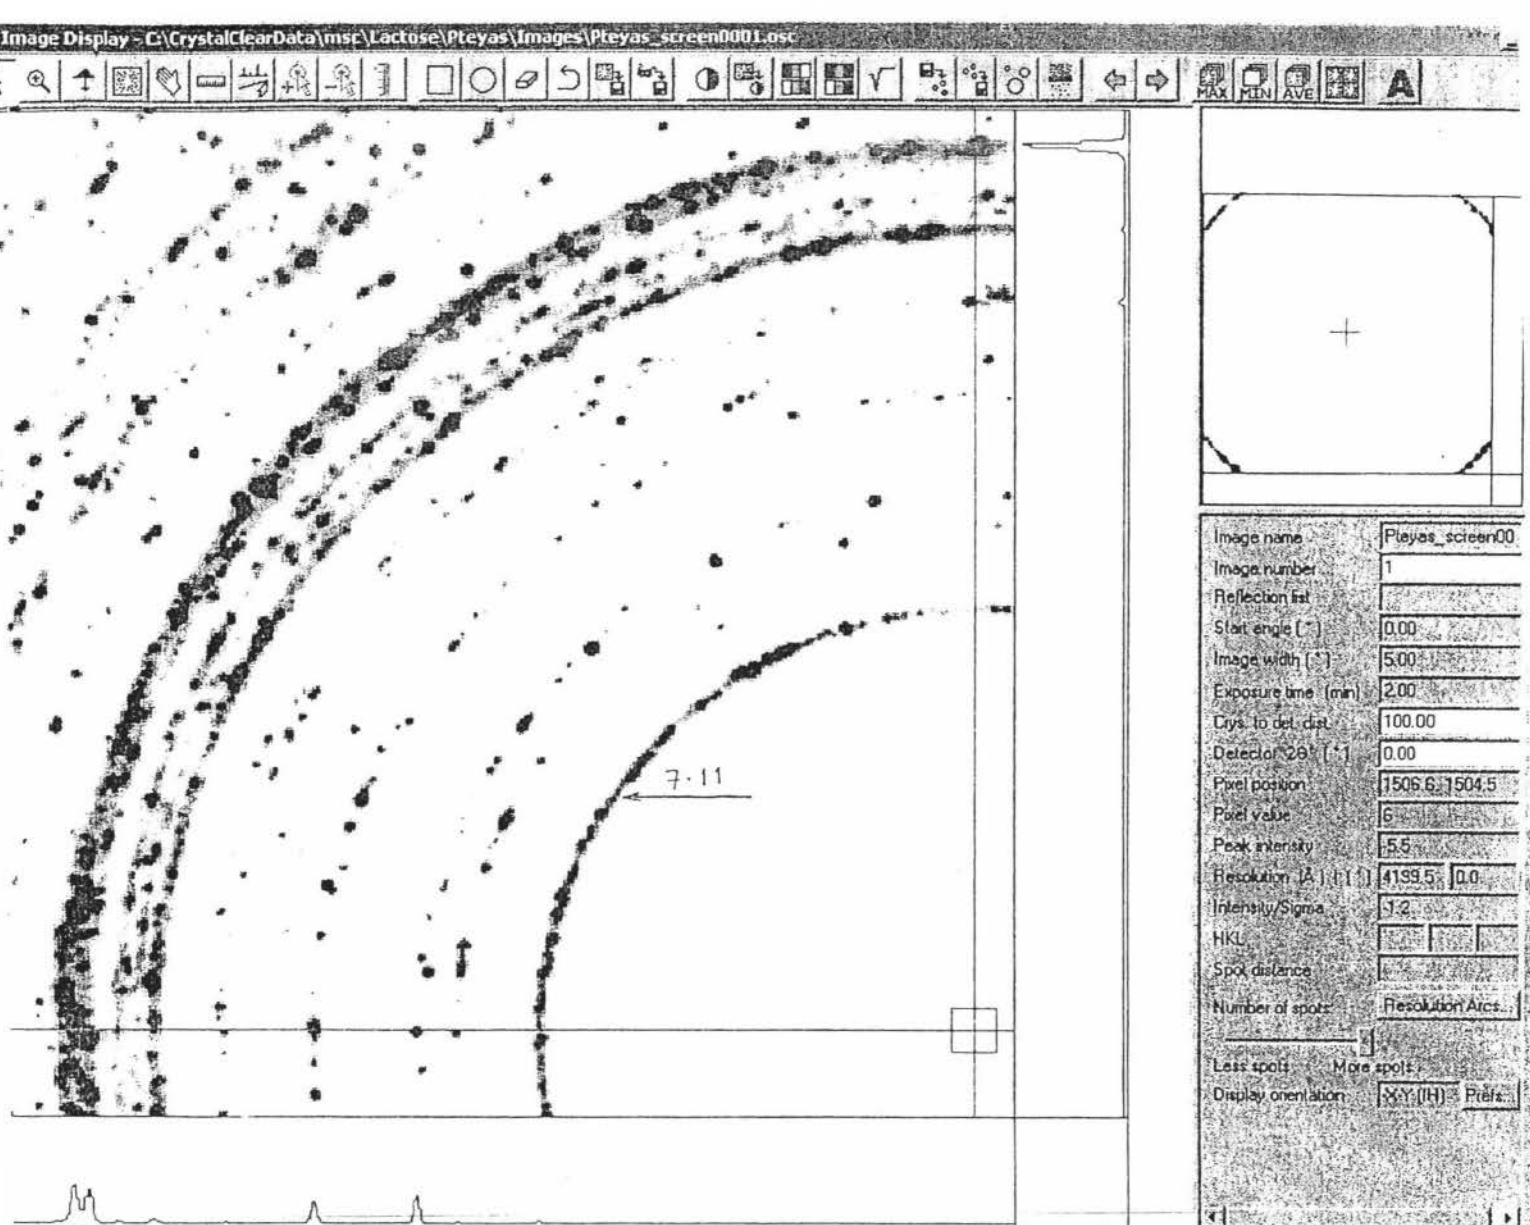 Image Display - C:\CrystalClearData\msc\Lactose\Pteyas\Images\Pteyas_screen0001.osc
MAX MIN AVE A
7.11
Image name Pteyas_screen00
Image number 1
Reflection list
Start angle [°] 0.00
Image width [°] 5.00
Exposure time (min) 2.00
Crys. to det. dist. 100.00
Detector 2θ [°] 0.00
Pixel position 1506.6, 1504.5
Pixel value 6
Peak intensity -5.5
Resolution [Å] 4199.5 0.0
Intensity/Sigma -1.2
HKL
Spot distance
Number of spots: Resolution Arcs...
Less spots More spots
Display orientation X-Y [IH] Prefs...